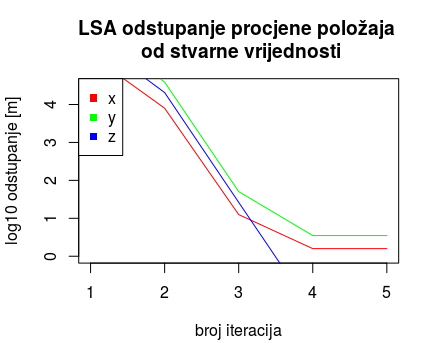 LSA odstupanje procjene položaja
od stvarne vrijednosti
log10 odstupanje [m]
x
y
z
4
3
2
1
0
1 2 3 4 5
broj iteracija